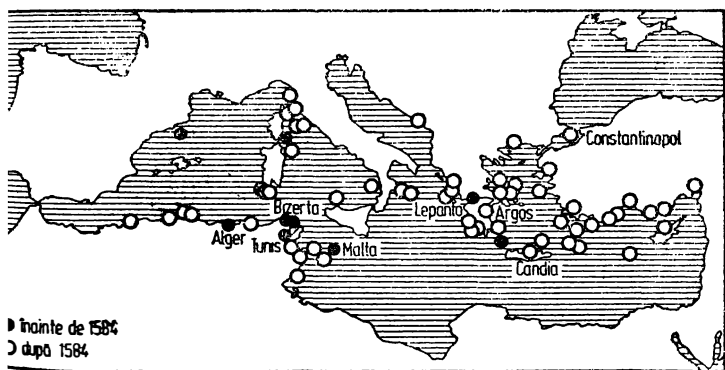 Constantinopol
Bizerta
Lepanto
Argos
Alger
Tunis
Malta
Candia
înainte de 1584
după 1584